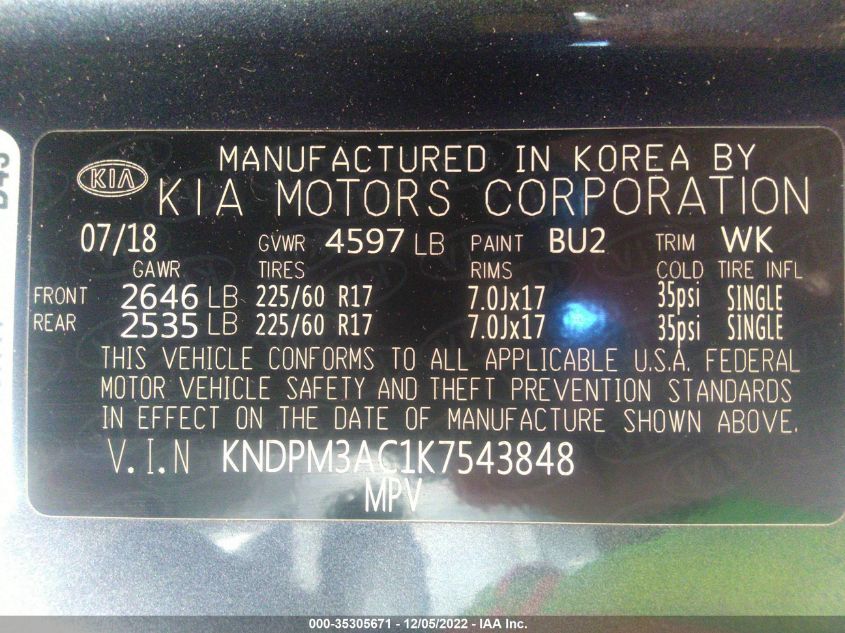 MANUFACTURED IN KOREA BY
KIA KIA MOTORS CORPORATION
07/18 GVWR 4597 LB PAINT BU2 TRIM WK
GAWR TIRES RIMS COLD TIRE INFL
FRONT 2646 LB 225/60 R17 7.0Jx17 35psi SINGLE
REAR 2535 LB 225/60 R17 7.0Jx17 35psi SINGLE
THIS VEHICLE CONFORMS TO ALL APPLICABLE U.S.A. FEDERAL
MOTOR VEHICLE SAFETY AND THEFT PREVENTION STANDARDS
IN EFFECT ON THE DATE OF MANUFACTURE SHOWN ABOVE.
V.I.N KNDPM3AC1K7543848
MPV
000-35305671 - 12/05/2022 - IAA Inc.